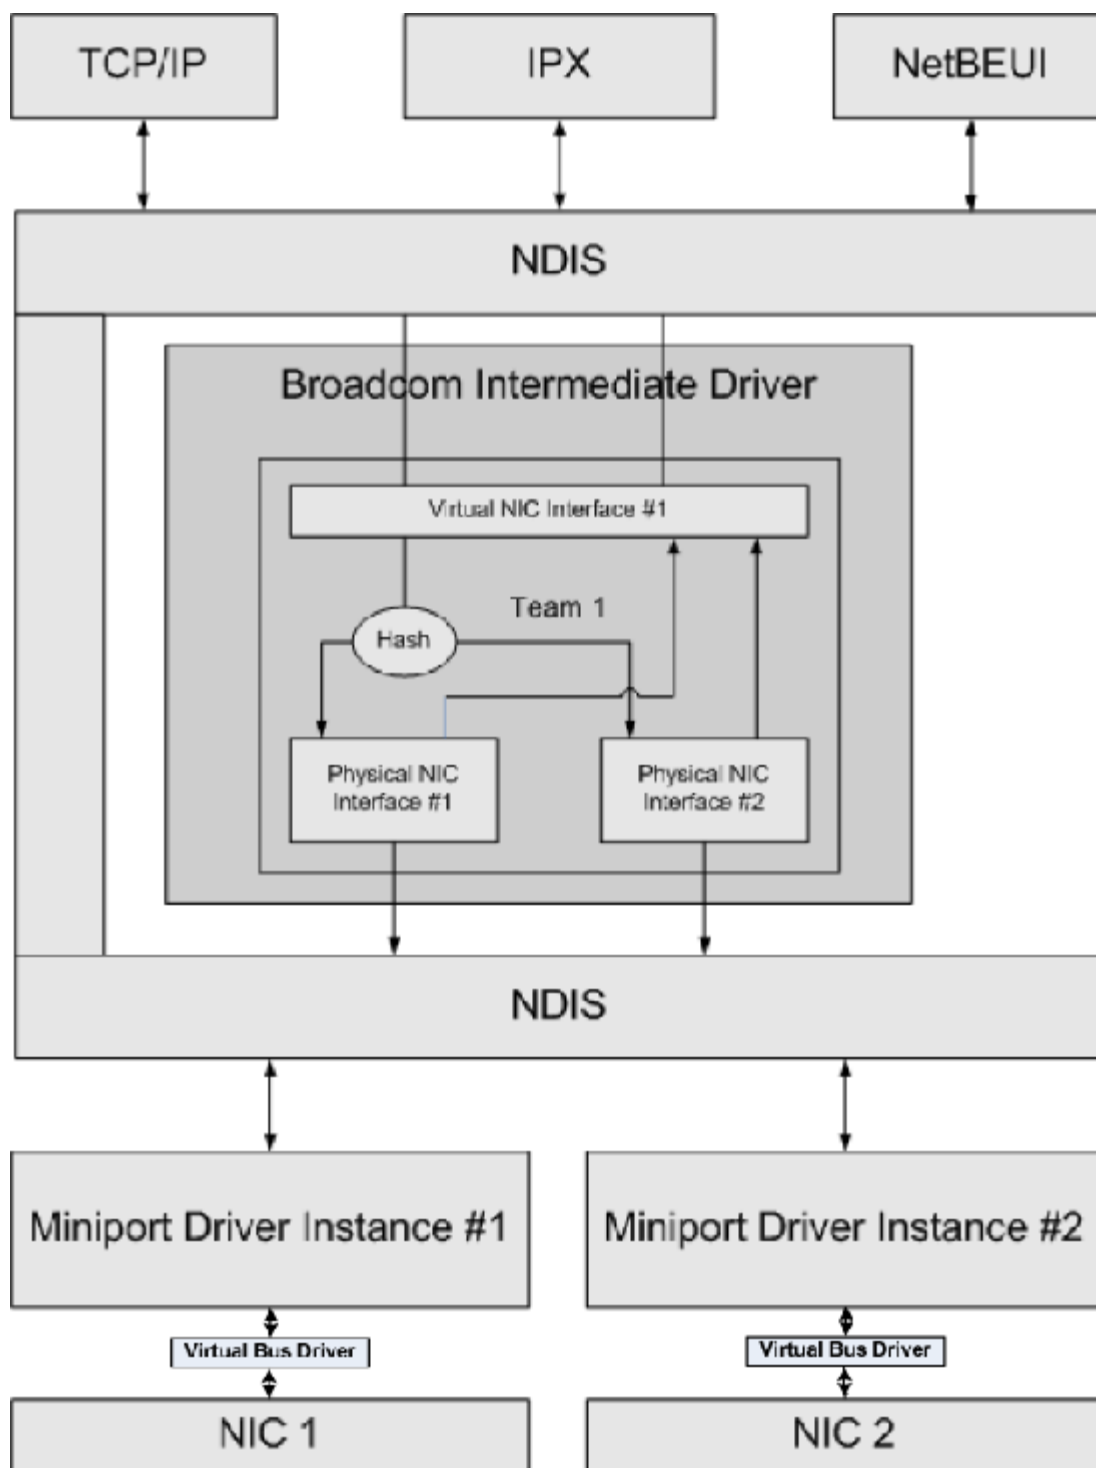 TCP/IP
IPX
NetBEUI
NDIS
Broadcom Intermediate Driver
Virtual NIC Interface #1
Team 1
Hash
Physical NIC
Interface #1
Physical NIC
Interface #2
NDIS
Miniport Driver Instance #1
Miniport Driver Instance #2
Virtual Bus Driver
Virtual Bus Driver
NIC 1
NIC 2